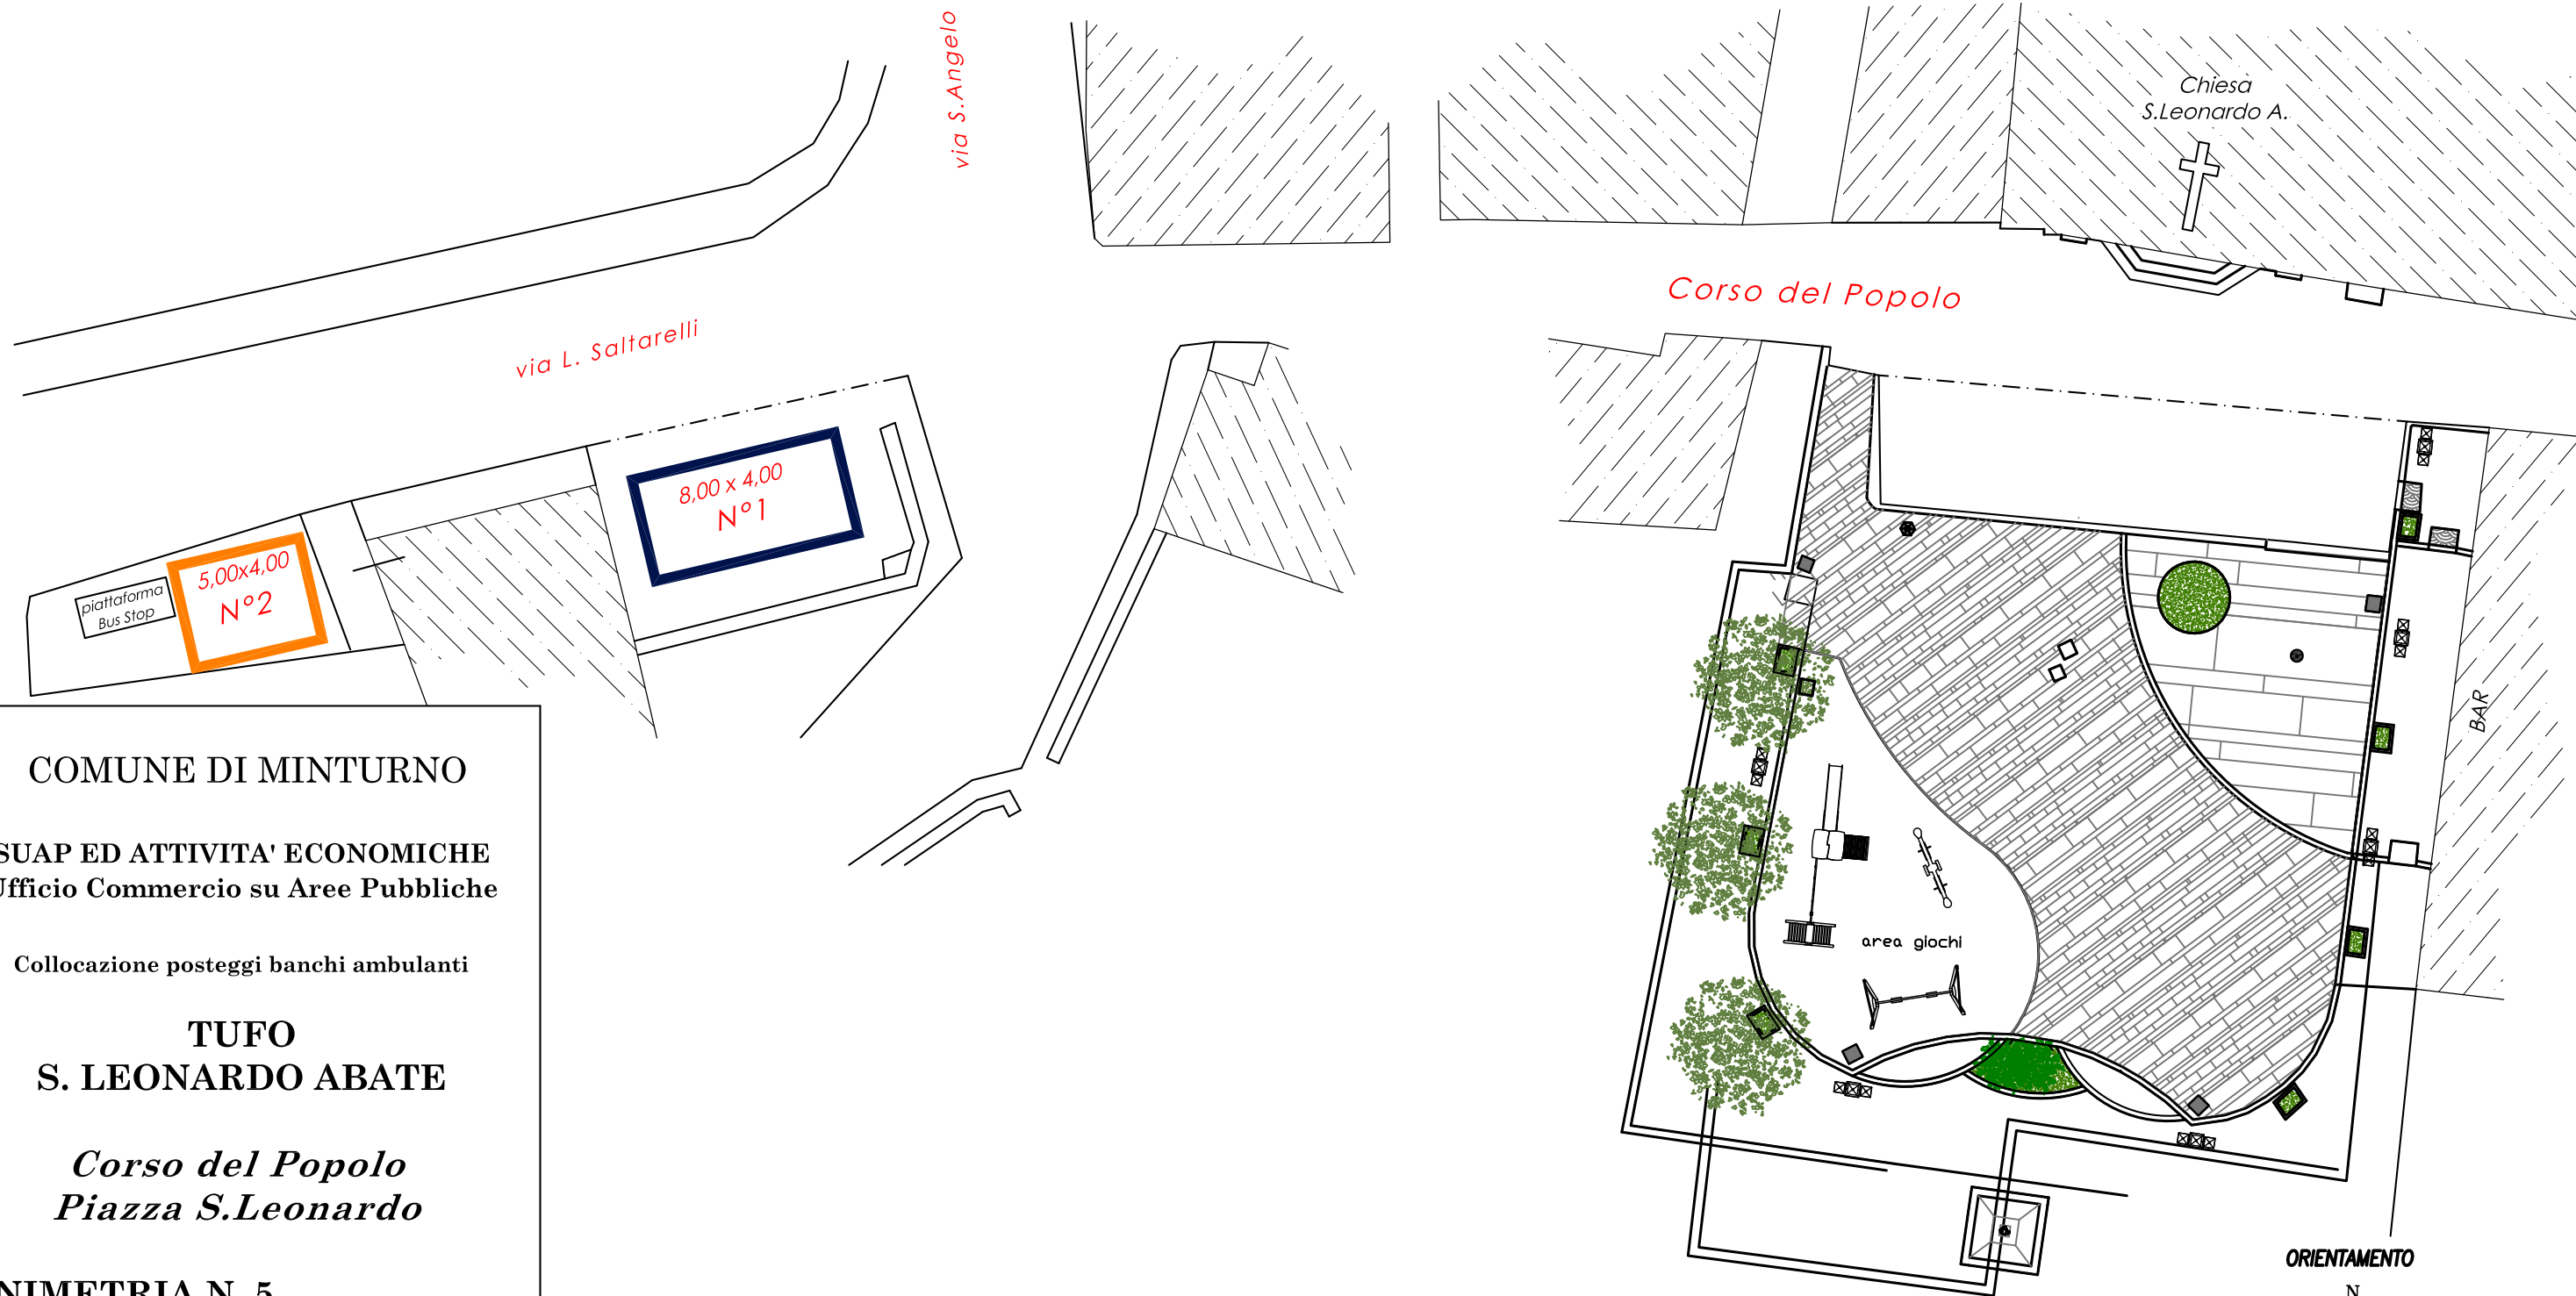 via S.Angelo
Chiesa
S.Leonardo A.
Corso del Popolo
via L. Saltarelli
8,00 x 4,00
N°1
5,00x4,00
N°2
piattaforma
Bus Stop
BAR
area giochi
COMUNE DI MINTURNO
SUAP ED ATTIVITA' ECONOMICHE
Ufficio Commercio su Aree Pubbliche
Collocazione posteggi banchi ambulanti
TUFO
S. LEONARDO ABATE
Corso del Popolo
Piazza S.Leonardo
NIMETRIA N. 5
ORIENTAMENTO
N